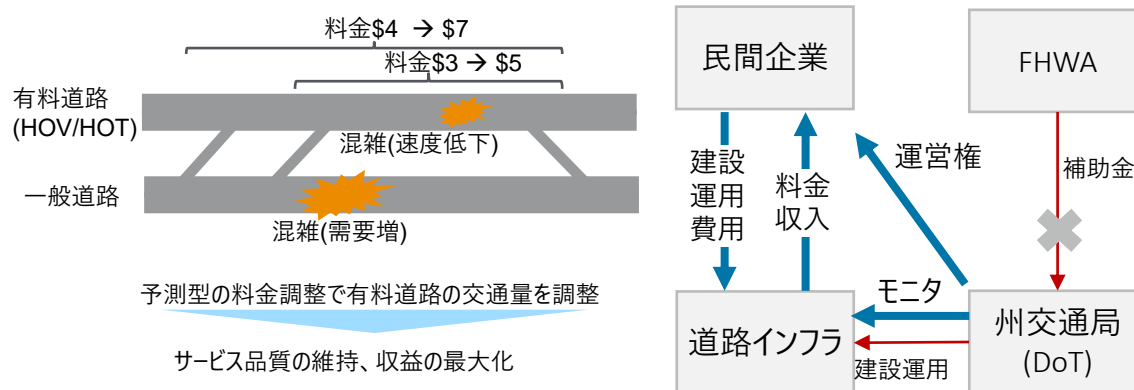 料金$4 → $7
料金$3 → $5
有料道路
(HOV/HOT)
混雑(速度低下)
一般道路
混雑(需要増)
予測型の料金調整で有料道路の交通量を調整
サービス品質の維持、収益の最大化
民間企業
FHWA
建設
運用
費用
料金
収入
運営権
補助金
モニタ
道路インフラ
建設運用
州交通局
(DoT)